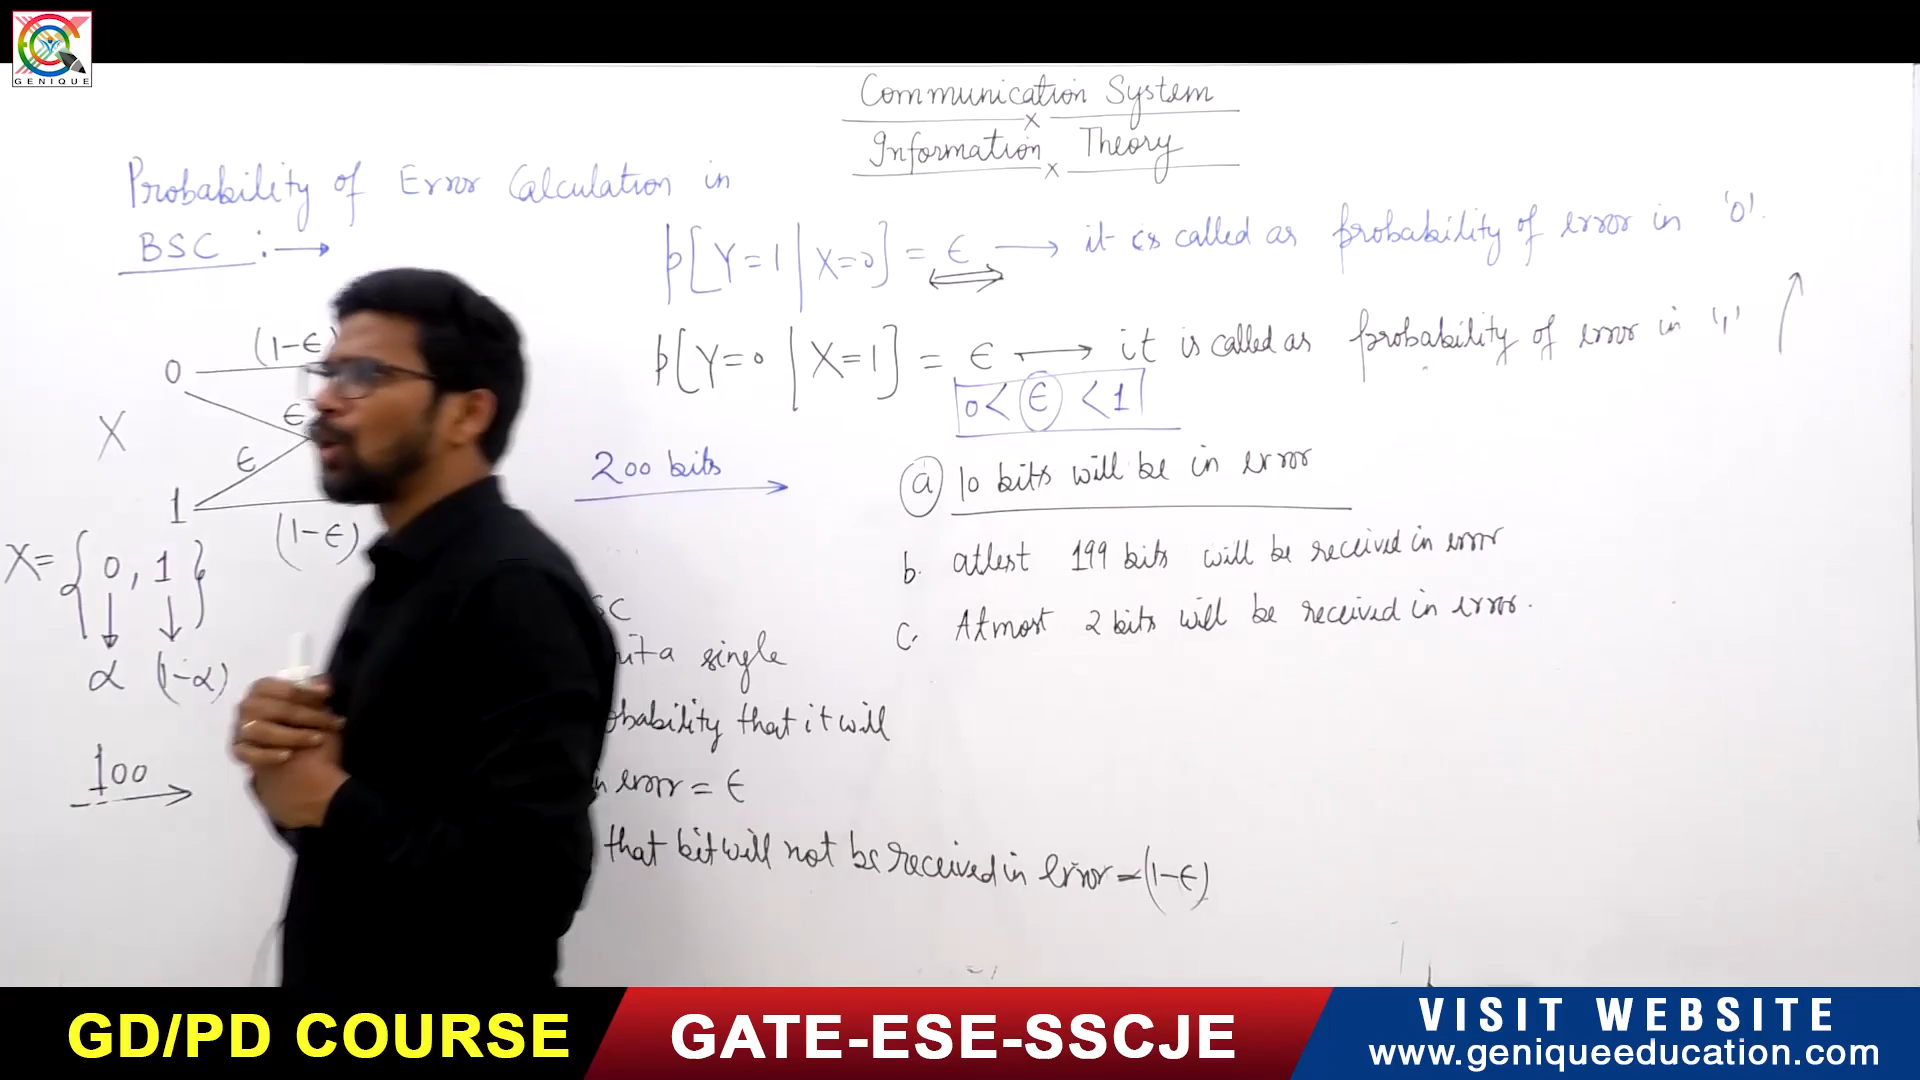 GENIQUE
Communication System
Information Theory
Probability of Error Calculation in
BSC :→
p[Y=1 | X=0] = ϵ → it is called as probability of error in '0'.
p[Y=0 | X=1] = ϵ → it is called as probability of error in '1'
0 < ϵ < 1
0 (1-ϵ)
ϵ
X
ϵ
1 (1-ϵ)
X = {0, 1}
α (1-α)
100
200 bits
a 10 bits will be in error
b. atlest 199 bits will be received in error
C. Atmost 2 bits will be received in error.
single
that it will
error = ϵ
that bit will not be received in error = (1-ϵ)
GD/PD COURSE
GATE-ESE-SSCJE
VISIT WEBSITE
www.geniqueeducation.com